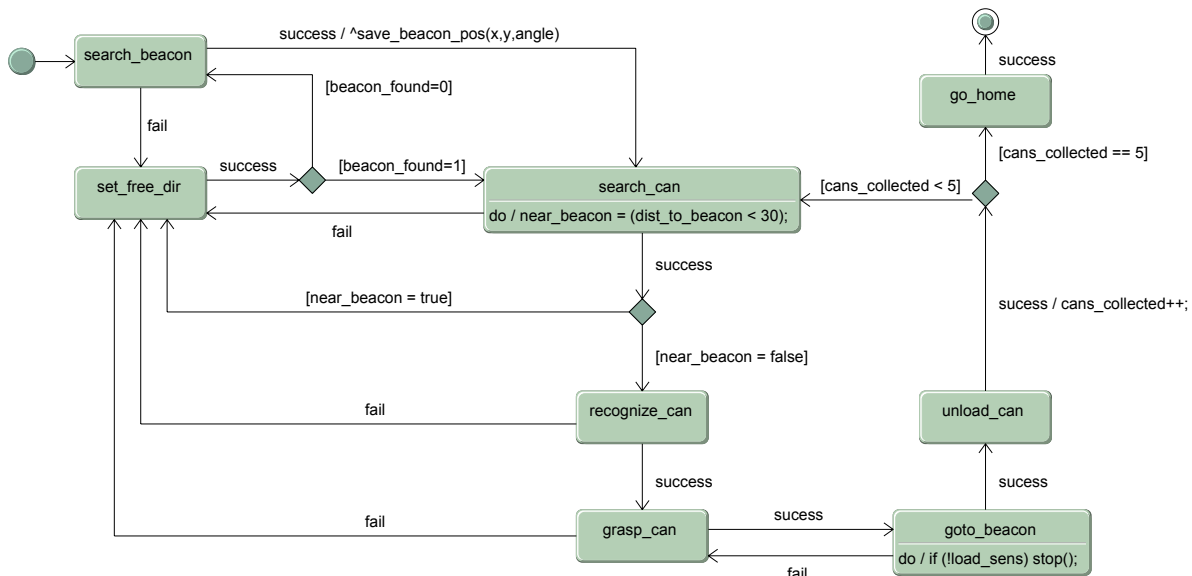 success / ^save_beacon_pos(x,y,angle)
search_beacon
success
[beacon_found=0]
go_home
fail
[cans_collected == 5]
success
[beacon_found=1]
set_free_dir
search_can
[cans_collected < 5]
do / near_beacon = (dist_to_beacon < 30);
fail
success
[near_beacon = true]
sucess / cans_collected++;
[near_beacon = false]
fail
recognize_can
unload_can
success
sucess
fail
sucess
grasp_can
goto_beacon
do / if (!load_sens) stop();
fail